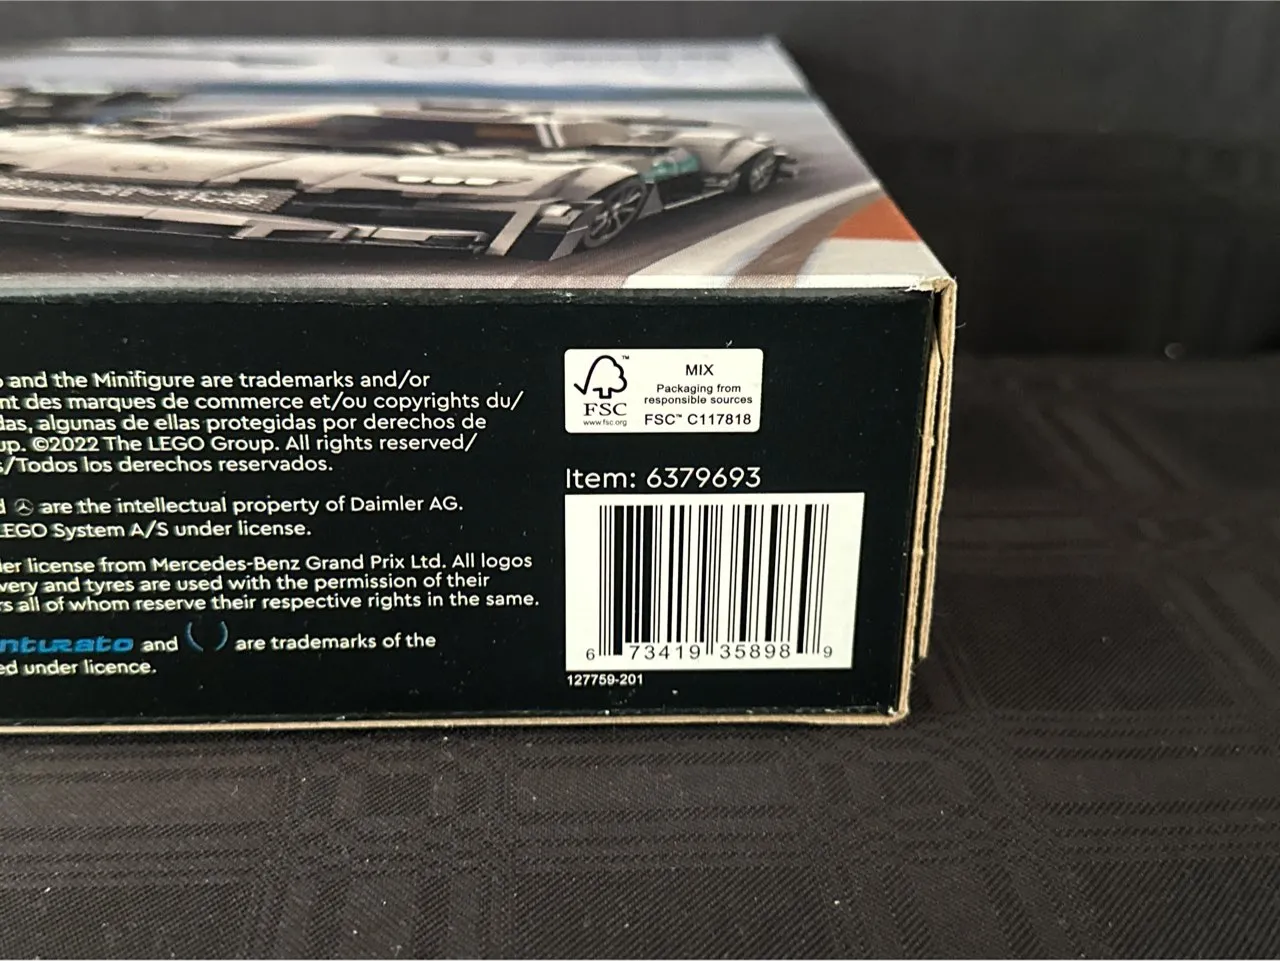 and the Minifigure are trademarks and/or
nt des marques de commerce et/ou copyrights du/
das, algunas de ellas protegidas por derechos de
up. ©2022 The LEGO Group. All rights reserved/
s/Todos los derechos reservados.
d are the intellectual property of Daimler AG.
LEGO System A/S under license.
der license from Mercedes-Benz Grand Prix Ltd. All logos
very and tyres are used with the permission of their
rs all of whom reserve their respective rights in the same.
nturato and ( ) are trademarks of the
ed under licence.
FSC
™
www.fsc.org
MIX
Packaging from
responsible sources
FSC™ C117818
Item: 6379693
6 73419 35898 9
127759-201